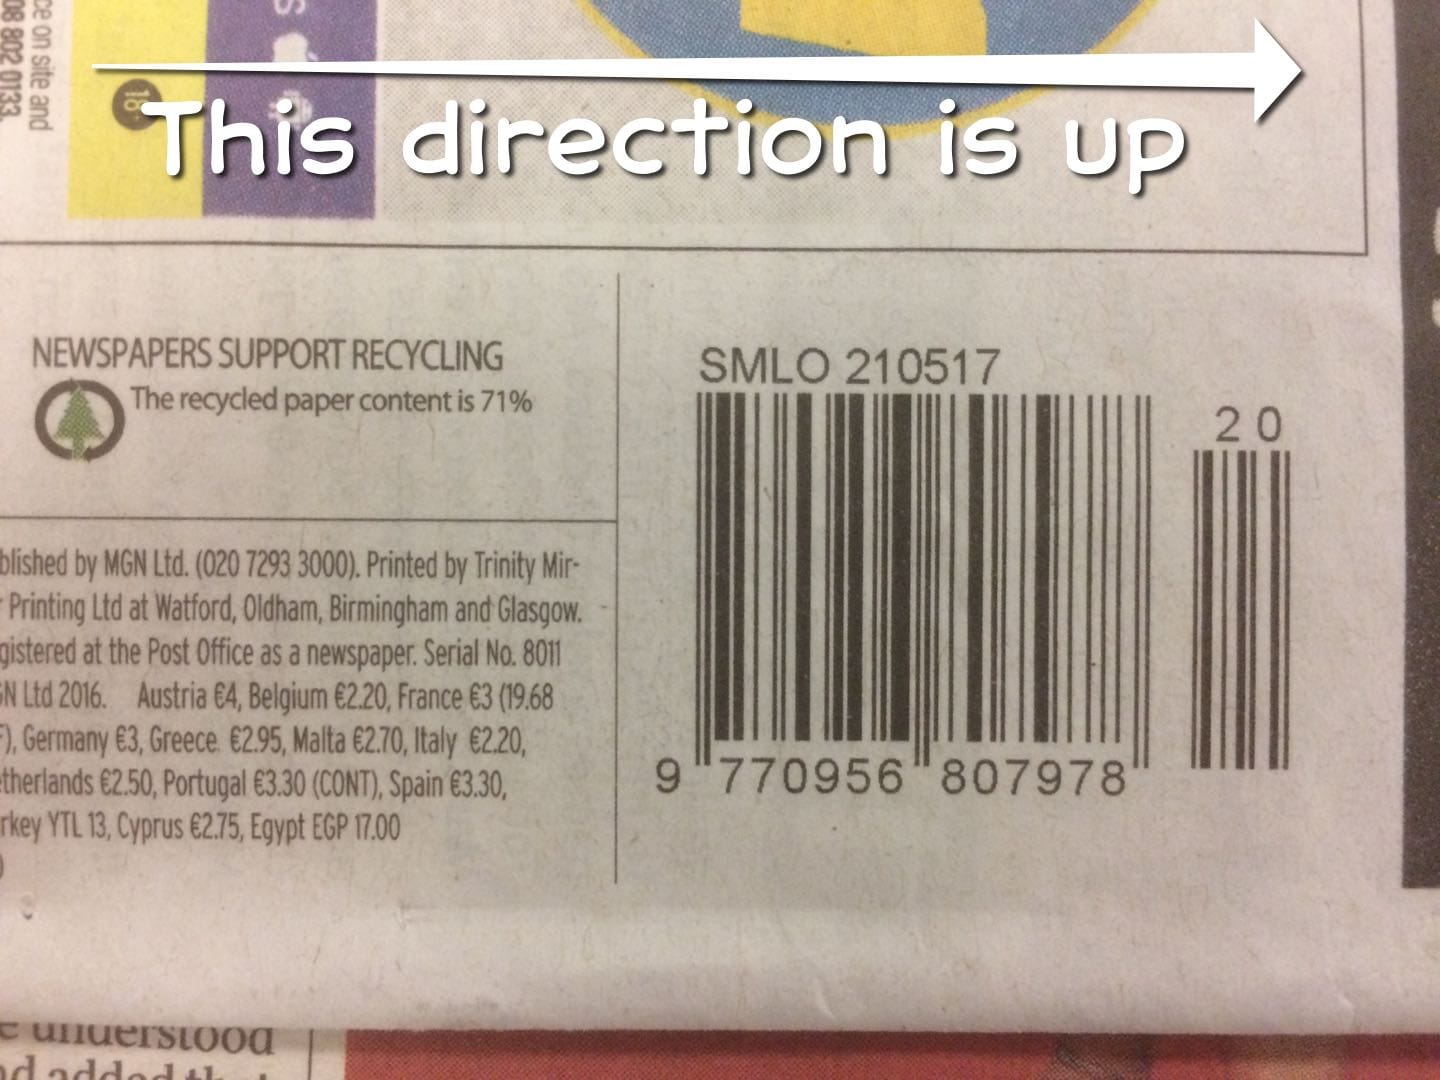 ce on site and
08 802 0133.
18+
S
This direction is up
NEWSPAPERS SUPPORT RECYCLING
The recycled paper content is 71%
blished by MGN Ltd. (020 7293 3000). Printed by Trinity Mir-
r Printing Ltd at Watford, Oldham, Birmingham and Glasgow.
gistered at the Post Office as a newspaper. Serial No. 8011
GN Ltd 2016. Austria €4, Belgium €2.20, France €3 (19.68
F), Germany €3, Greece €2.95, Malta €2.70, Italy €2.20,
etherlands €2.50, Portugal €3.30 (CONT), Spain €3.30,
rkey YTL 13, Cyprus €2.75, Egypt EGP 17.00
)
SMLO 210517
20
9 770956 807978
e understood